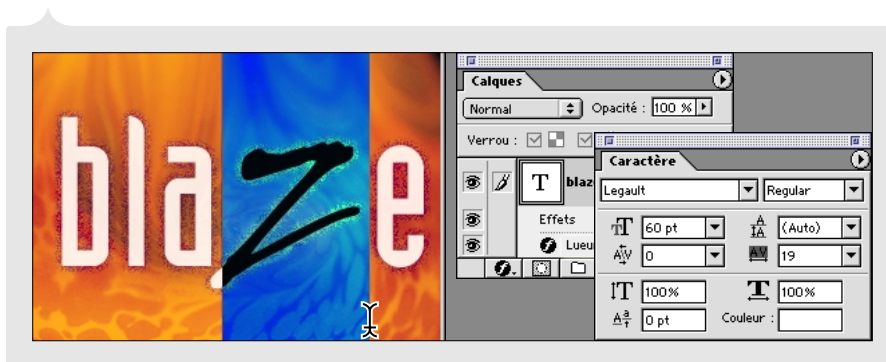 blaze
Calques
Normal Opacité : 100 %
Verrou :
T blaz
Effets
Lueu
Caractère
Legault Regular
60 pt (Auto)
0 19
100% 100%
0 pt Couleur :